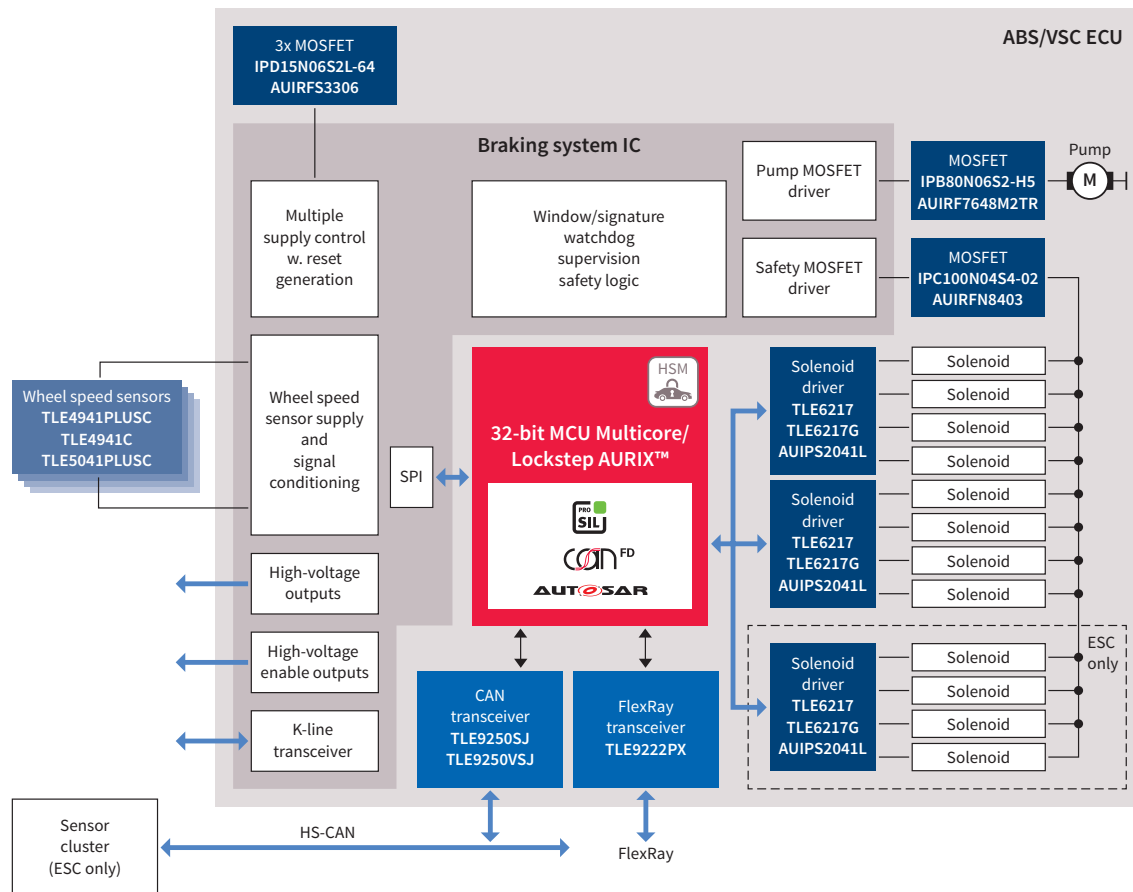 ABS/VSC ECU
3x MOSFET
IPD15N06S2L-64
AUIRFS3306
Braking system IC
Multiple
supply control
w. reset
generation
Window/signature
watchdog
supervision
safety logic
Pump MOSFET
driver
MOSFET
IPB80N06S2-H5
AUIRF7648M2TR
Pump
M
Safety MOSFET
driver
MOSFET
IPC100N04S4-02
AUIRFN8403
Wheel speed sensors
TLE4941PLUSC
TLE4941C
TLE5041PLUSC
Wheel speed
sensor supply
and
signal
conditioning
SPI
HSM
32-bit MCU Multicore/
Lockstep AURIX™
PRO
SIL
CAN FD
AUTOSAR
Solenoid
driver
TLE6217
TLE6217G
AUIPS2041L
Solenoid
Solenoid
Solenoid
Solenoid
Solenoid
driver
TLE6217
TLE6217G
AUIPS2041L
Solenoid
Solenoid
Solenoid
Solenoid
ESC
only
Solenoid
driver
TLE6217
TLE6217G
AUIPS2041L
Solenoid
Solenoid
Solenoid
Solenoid
High-voltage
outputs
High-voltage
enable outputs
K-line
transceiver
CAN
transceiver
TLE9250SJ
TLE9250VSJ
FlexRay
transceiver
TLE9222PX
Sensor
cluster
(ESC only)
HS-CAN
FlexRay